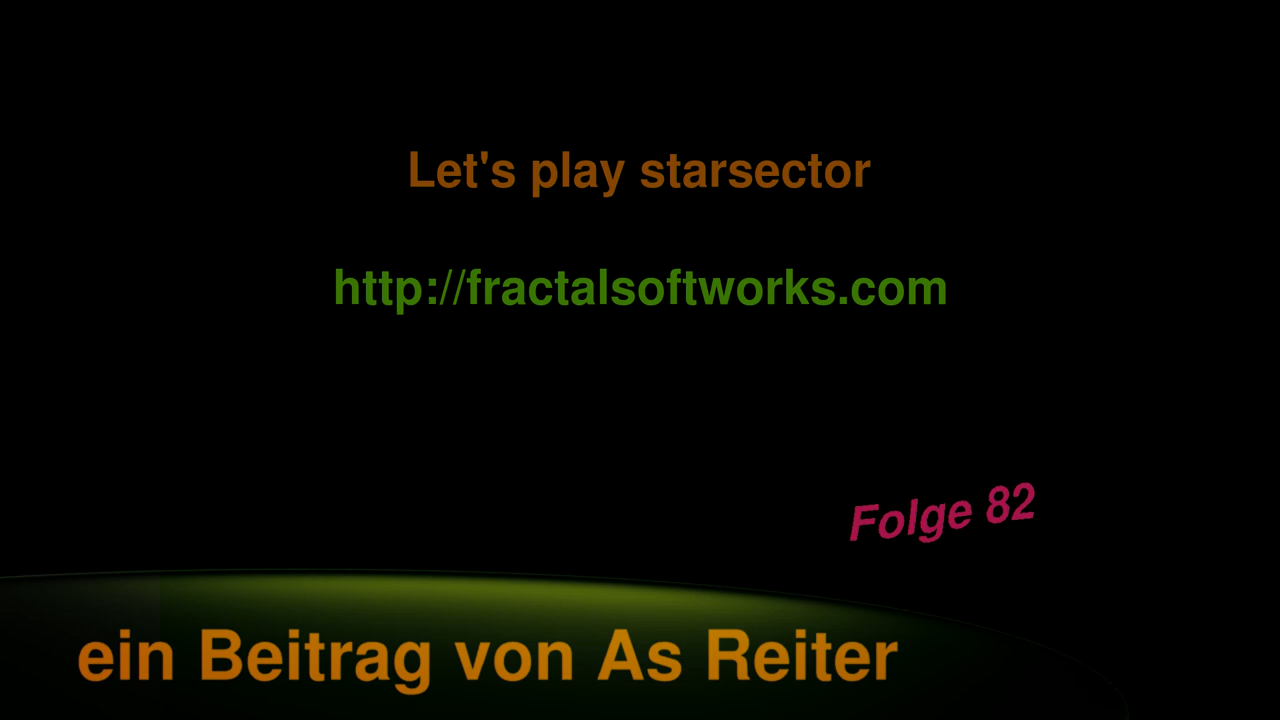 Let's play starsector
http://fractalsoftworks.com
Folge 82
ein Beitrag von As Reiter